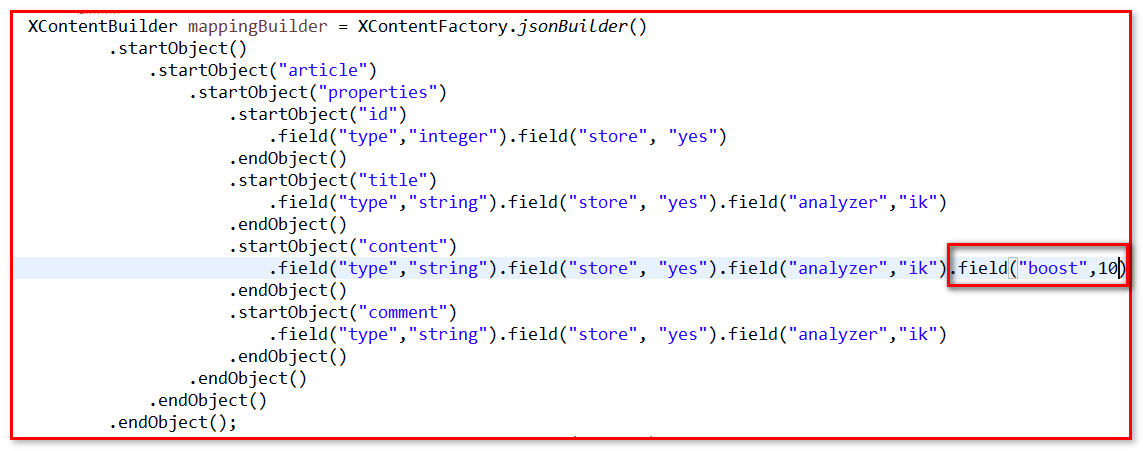 XContentBuilder mappingBuilder = XContentFactory.jsonBuilder()
.startObject()
.startObject("article")
.startObject("properties")
.startObject("id")
.field("type","integer").field("store", "yes")
.endObject()
.startObject("title")
.field("type","string").field("store", "yes").field("analyzer","ik")
.endObject()
.startObject("content")
.field("type","string").field("store", "yes").field("analyzer","ik").field("boost",10)
.endObject()
.startObject("comment")
.field("type","string").field("store", "yes").field("analyzer","ik")
.endObject()
.endObject()
.endObject()
.endObject();